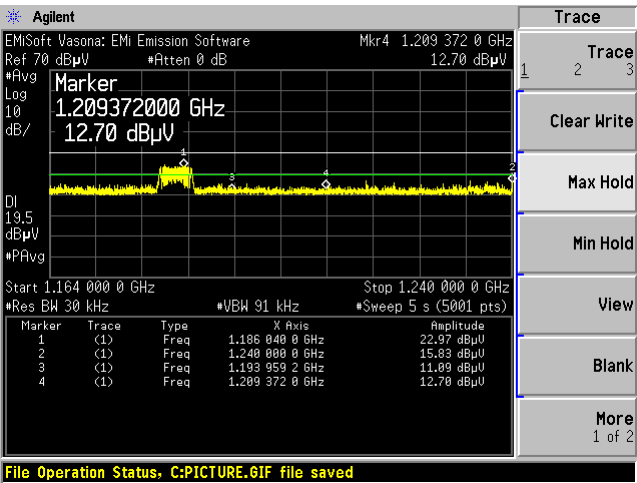 Agilent
Trace
EMiSoft Vasona: EMi Emission Software
Mkr4 1.209 372 0 GHz
Ref 70 dBµV
#Atten 0 dB
12.70 dBµV
#Avg
Log
10
dB/
Marker
1.209372000 GHz
12.70 dBµV
1
3
4
2
DI
19.5
dBµV
#PAvg
Start 1.164 000 0 GHz
Stop 1.240 000 0 GHz
#Res BW 30 kHz
#VBW 91 kHz
#Sweep 5 s (5001 pts)
Marker Trace Type X Axis Amplitude
1 (1) Freq 1.186 040 0 GHz 22.97 dBµV
2 (1) Freq 1.240 000 0 GHz 15.83 dBµV
3 (1) Freq 1.193 959 2 GHz 11.09 dBµV
4 (1) Freq 1.209 372 0 GHz 12.70 dBµV
Trace
1 2 3
Clear Write
Max Hold
Min Hold
View
Blank
More
1 of 2
File Operation Status, C:PICTURE.GIF file saved